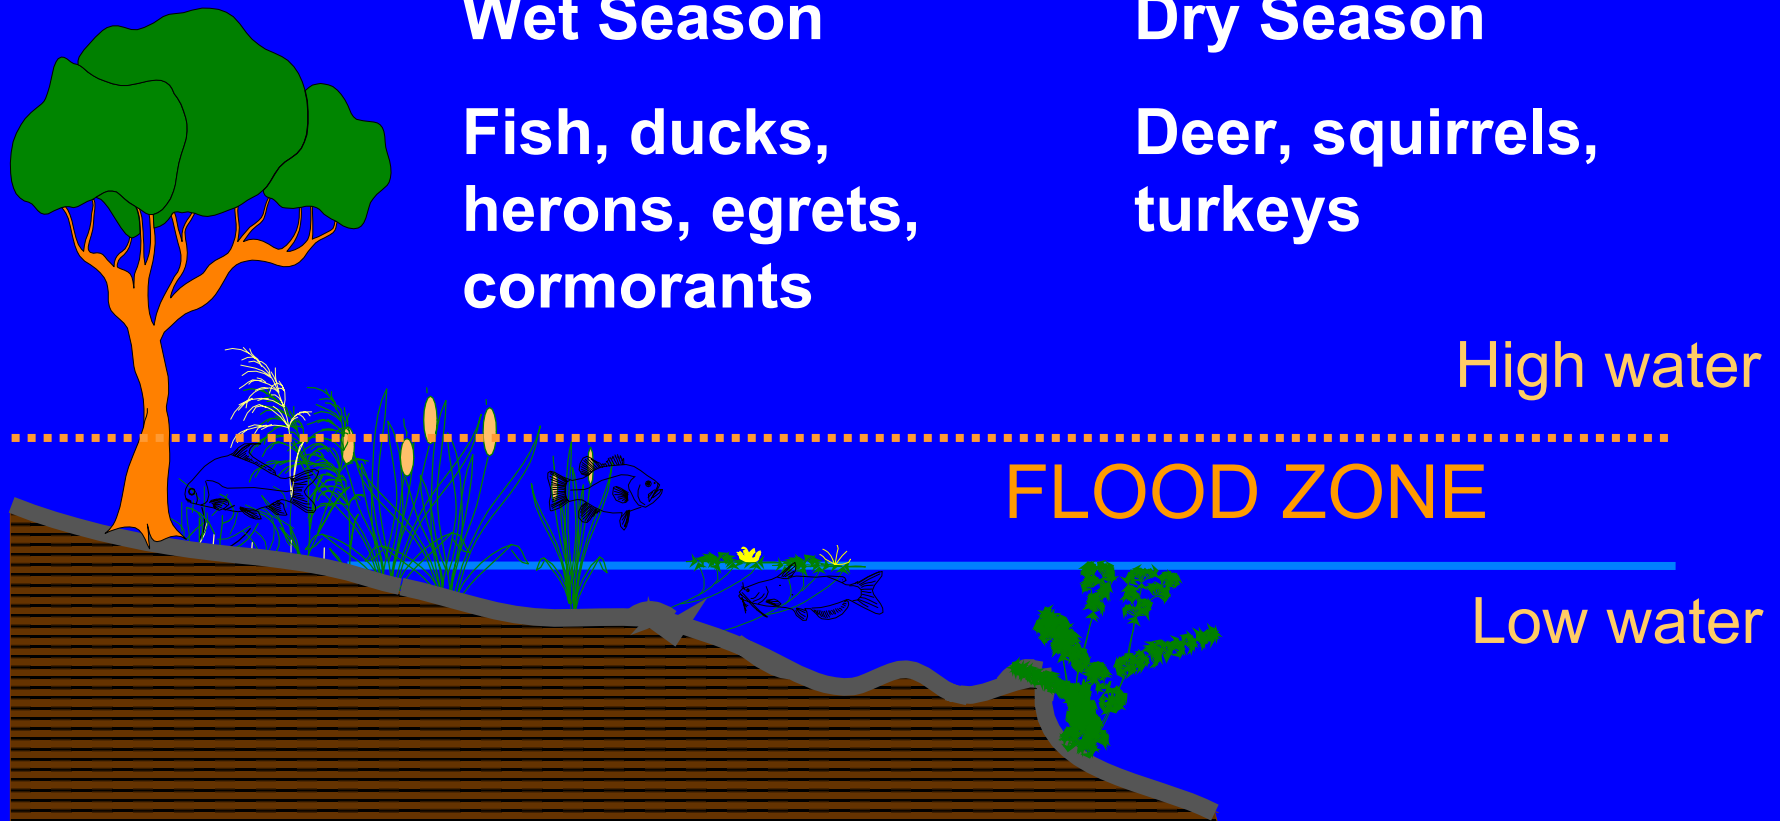 Wet Season
Fish, ducks,
herons, egrets,
cormorants
Dry Season
Deer, squirrels,
turkeys
High water
FLOOD ZONE
Low water